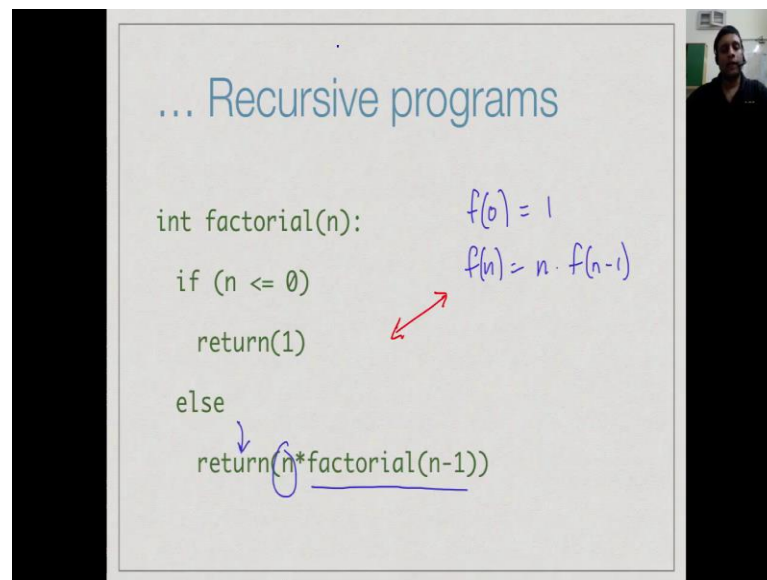 ... Recursive programs
int factorial(n):
if (n <= 0)
return(1)
else
return(n*factorial(n-1))
f(0) = 1
f(n) = n . f(n-1)